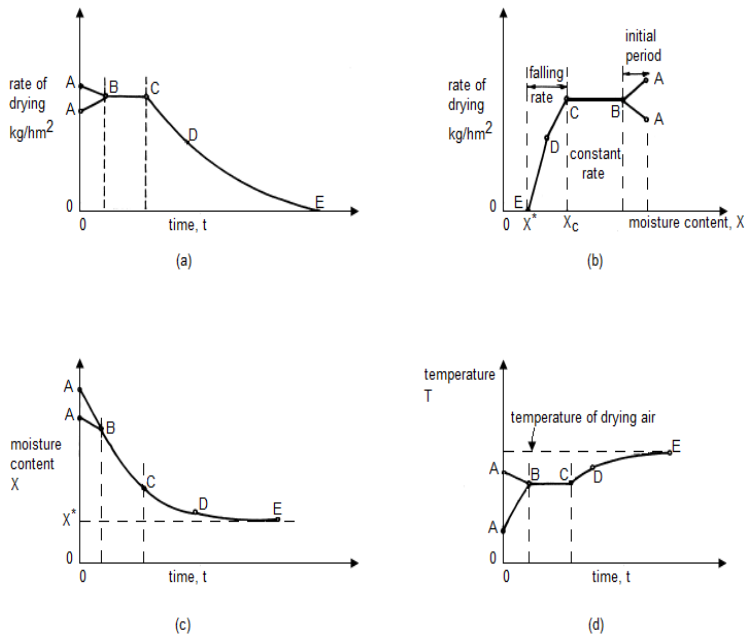 rate of
drying
kg/hm2
A
A
B
C
D
E
0
0
time, t
(a)
rate of
drying
kg/hm2
falling
rate
initial
period
A
A
B
C
D
E
constant
rate
0
0
X*
XC
moisture content, X
(b)
moisture
content
X
A
A
B
C
D
E
X*
0
0
time, t
(c)
temperature
T
temperature of drying air
A
A
B
C
D
E
0
0
time, t
(d)